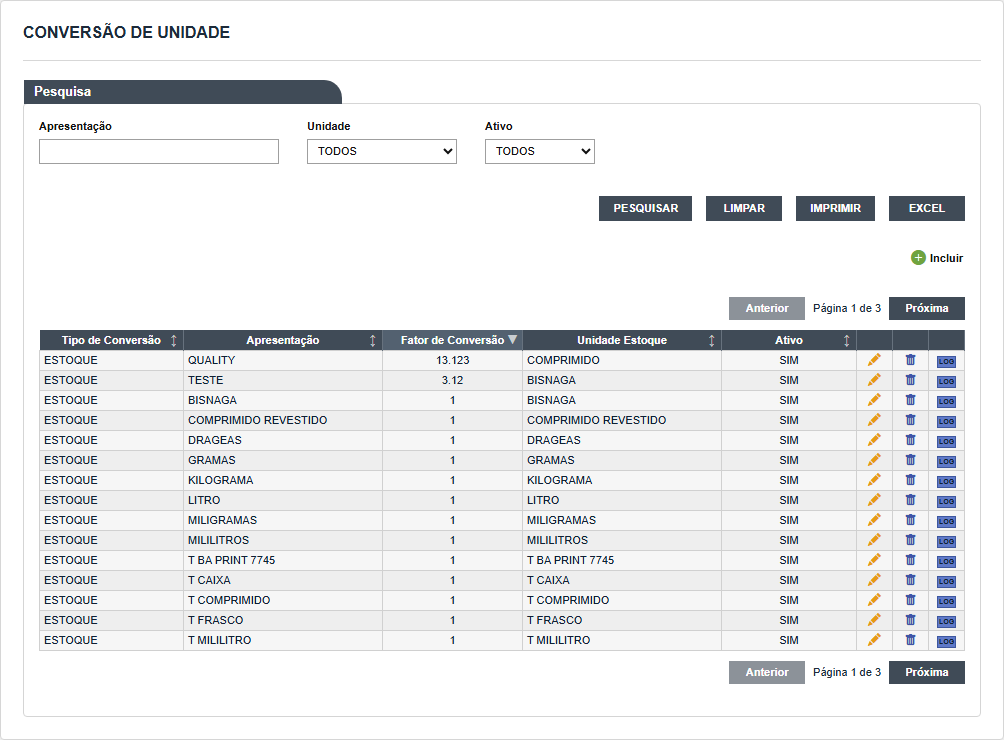 CONVERSÃO DE UNIDADE
Pesquisa
Apresentação Unidade Ativo
TODOS TODOS
PESQUISAR LIMPAR IMPRIMIR EXCEL
Incluir
Anterior Página 1 de 3 Próxima
Tipo de Conversão Apresentação Fator de Conversão Unidade Estoque Ativo
ESTOQUE QUALITY 13.123 COMPRIMIDO SIM LOG
ESTOQUE TESTE 3.12 BISNAGA SIM LOG
ESTOQUE BISNAGA 1 BISNAGA SIM LOG
ESTOQUE COMPRIMIDO REVESTIDO 1 COMPRIMIDO REVESTIDO SIM LOG
ESTOQUE DRAGEAS 1 DRAGEAS SIM LOG
ESTOQUE GRAMAS 1 GRAMAS SIM LOG
ESTOQUE KILOGRAMA 1 KILOGRAMA SIM LOG
ESTOQUE LITRO 1 LITRO SIM LOG
ESTOQUE MILIGRAMAS 1 MILIGRAMAS SIM LOG
ESTOQUE MILILITROS 1 MILILITROS SIM LOG
ESTOQUE T BA PRINT 7745 1 T BA PRINT 7745 SIM LOG
ESTOQUE T CAIXA 1 T CAIXA SIM LOG
ESTOQUE T COMPRIMIDO 1 T COMPRIMIDO SIM LOG
ESTOQUE T FRASCO 1 T FRASCO SIM LOG
ESTOQUE T MILILITRO 1 T MILILITRO SIM LOG
Anterior Página 1 de 3 Próxima